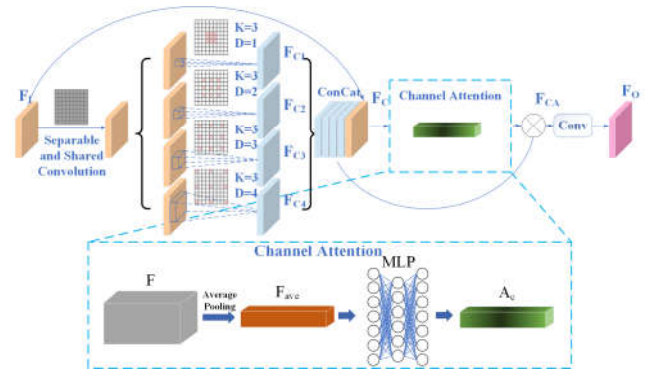 F_I
Separable
and Shared
Convolution
K=3
D=1
K=3
D=2
K=3
D=3
K=3
D=4
F_C1
F_C2
F_C3
F_C4
ConCat
F_C
Channel Attention
F_CA
Conv
F_O
Channel Attention
F
Average
Pooling
F_ave
MLP
A_c